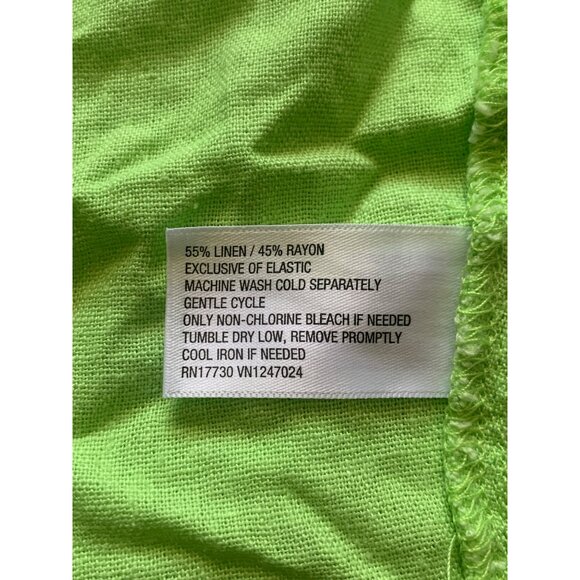 55% LINEN / 45% RAYON
EXCLUSIVE OF ELASTIC
MACHINE WASH COLD SEPARATELY
GENTLE CYCLE
ONLY NON-CHLORINE BLEACH IF NEEDED
TUMBLE DRY LOW, REMOVE PROMPTLY
COOL IRON IF NEEDED
RN17730 VN1247024